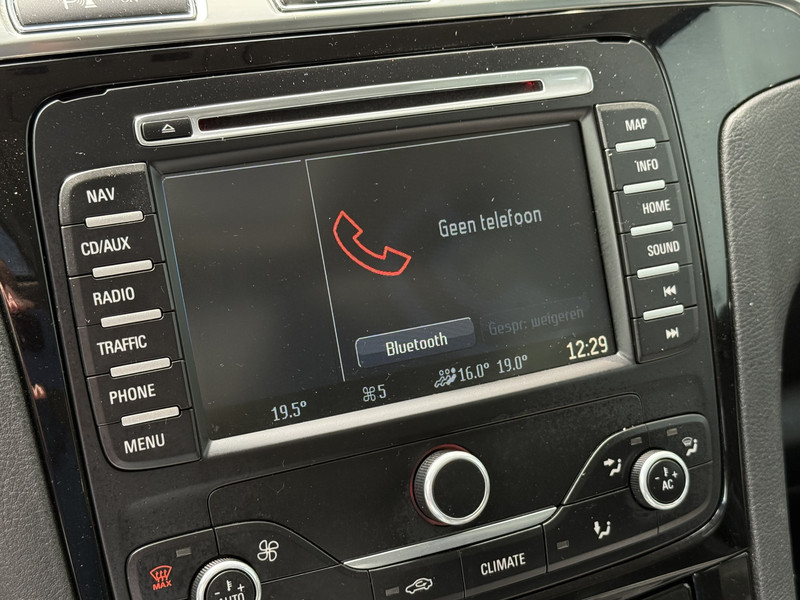 NAV
CD/AUX
RADIO
TRAFFIC
PHONE
MENU
Geen telefoon
Bluetooth
Gespr. weigeren
19.5°
5
16.0°
19.0°
12:29
MAP
INFO
HOME
SOUND
MAX
AUTO
CLIMATE
AC